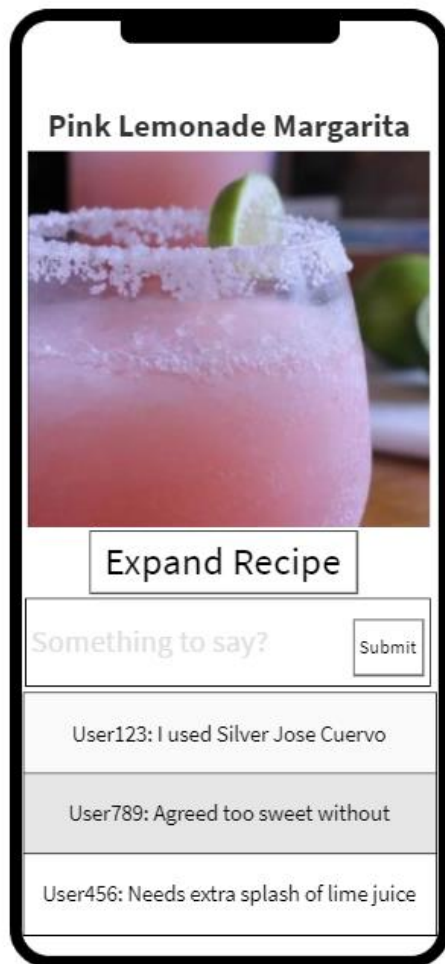 Pink Lemonade Margarita
Expand Recipe
Something to say?
Submit
User123: I used Silver Jose Cuervo
User789: Agreed too sweet without
User456: Needs extra splash of lime juice